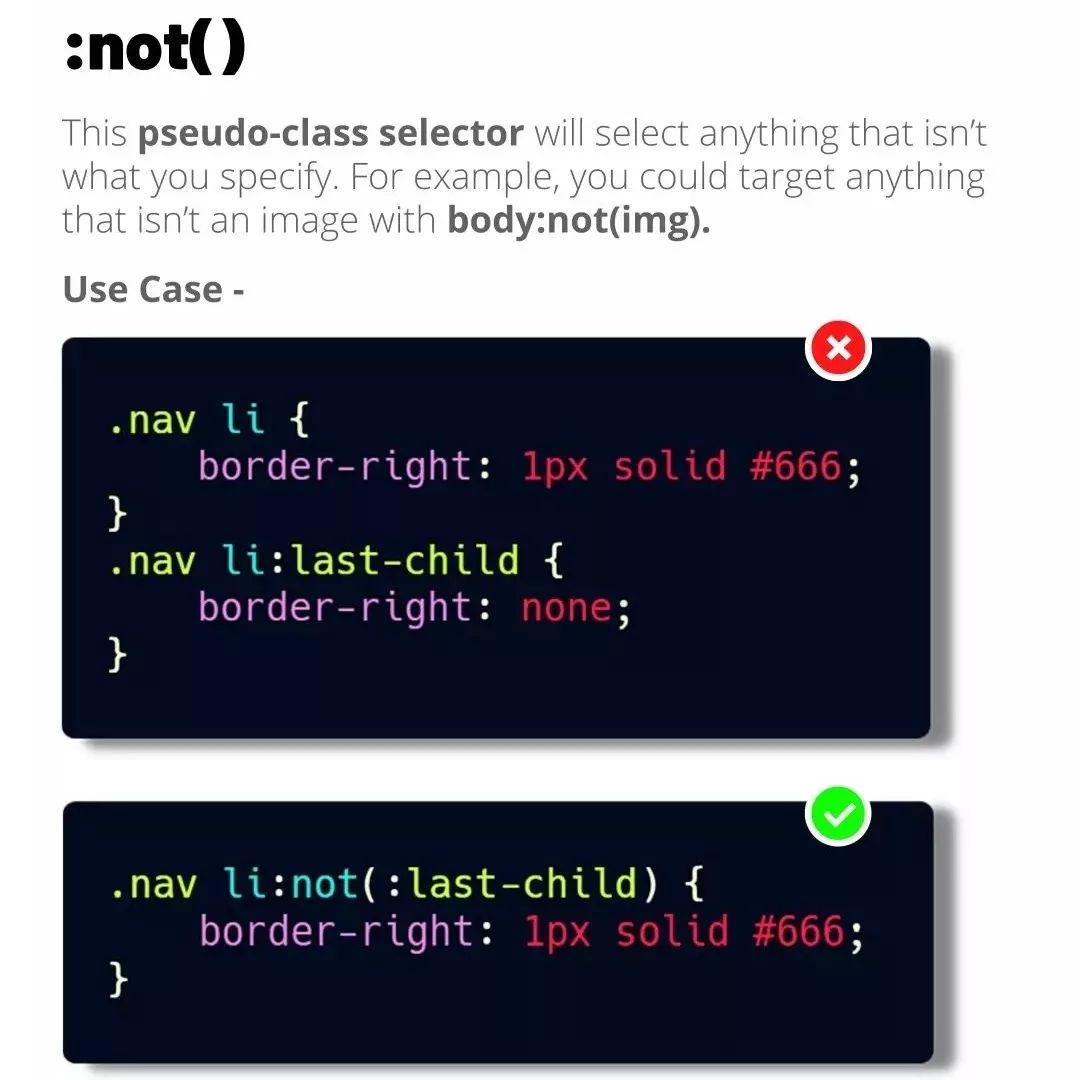 :not()
This pseudo-class selector will select anything that isn’t
what you specify. For example, you could target anything
that isn’t an image with body:not(img).
Use Case -
.nav li {
    border-right: 1px solid #666;
}
.nav li:last-child {
    border-right: none;
}
.nav li:not(:last-child) {
    border-right: 1px solid #666;
}